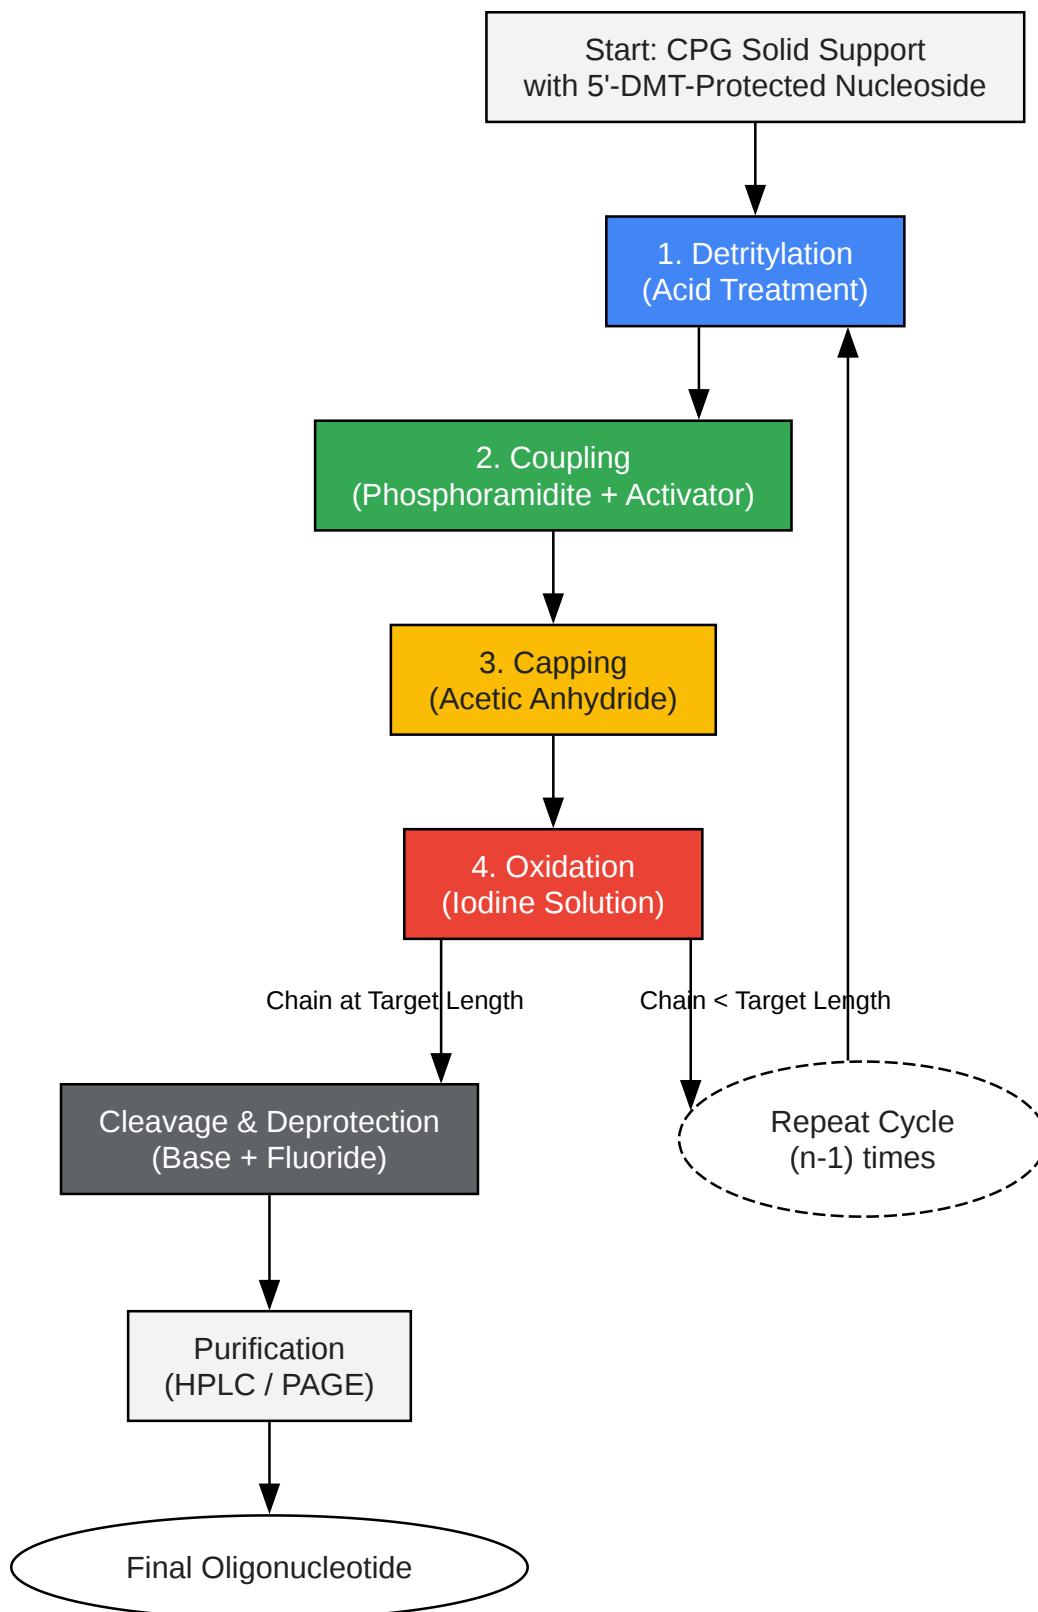 Start: CPG Solid Support
with 5'-DMT-Protected Nucleoside
1. Detritylation
(Acid Treatment)
2. Coupling
(Phosphoramidite + Activator)
3. Capping
(Acetic Anhydride)
4. Oxidation
(Iodine Solution)
Chain at Target Length
Chain < Target Length
Cleavage & Deprotection
(Base + Fluoride)
Repeat Cycle
(n-1) times
Purification
(HPLC / PAGE)
Final Oligonucleotide